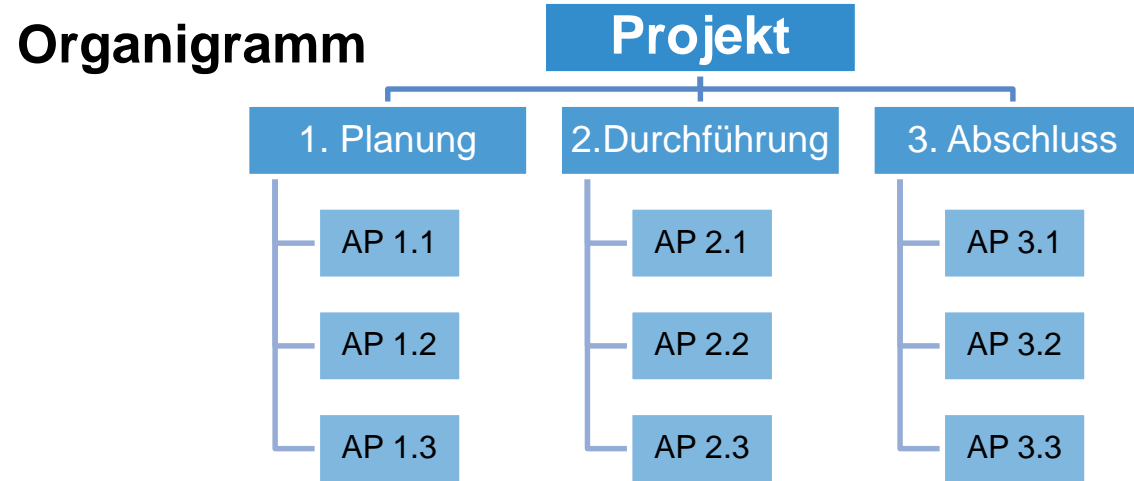 Organigramm
Projekt
1. Planung
2.Durchführung
3. Abschluss
AP 1.1
AP 2.1
AP 3.1
AP 1.2
AP 2.2
AP 3.2
AP 1.3
AP 2.3
AP 3.3